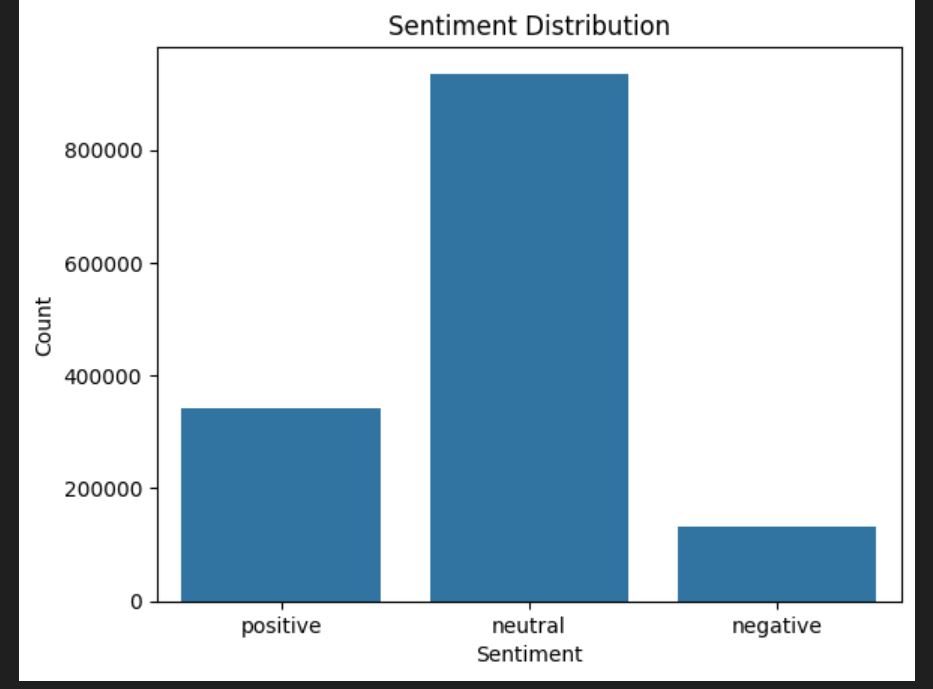 Sentiment Distribution
Count
800000
600000
400000
200000
0
positive neutral negative
Sentiment